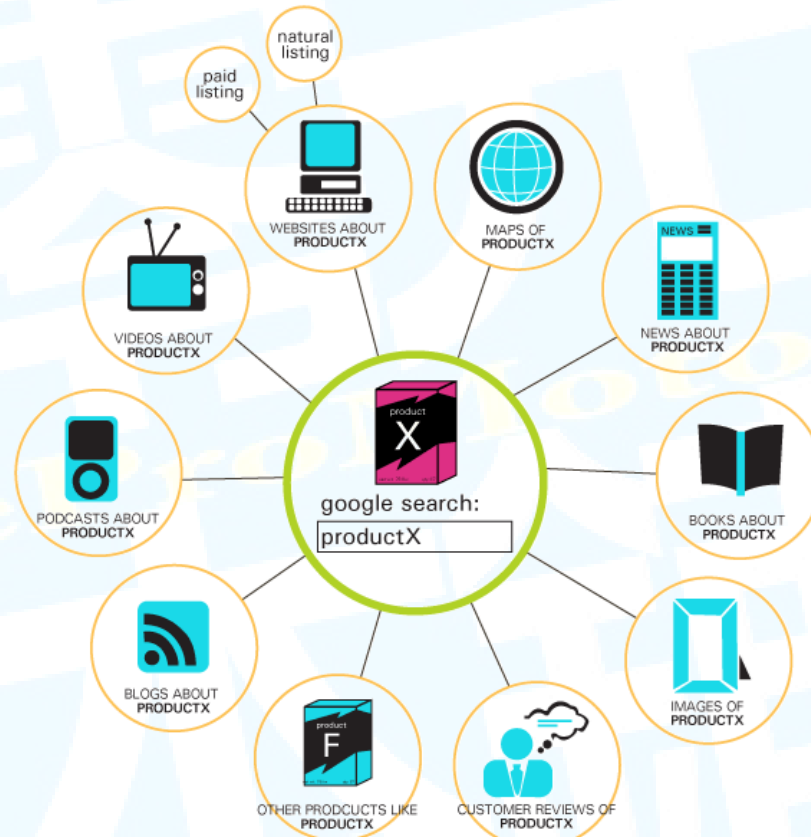 natural
listing
paid
listing
WEBSITES ABOUT
PRODUCTX
MAPS OF
PRODUCTX
NEWS
NEWS ABOUT
PRODUCTX
VIDEOS ABOUT
PRODUCTX
product
X
google search:
productX
BOOKS ABOUT
PRODUCTX
PODCASTS ABOUT
PRODUCTX
IMAGES OF
PRODUCTX
BLOGS ABOUT
PRODUCTX
product
F
OTHER PRODCUCTS LIKE
PRODUCTX
CUSTOMER REVIEWS OF
PRODUCTX